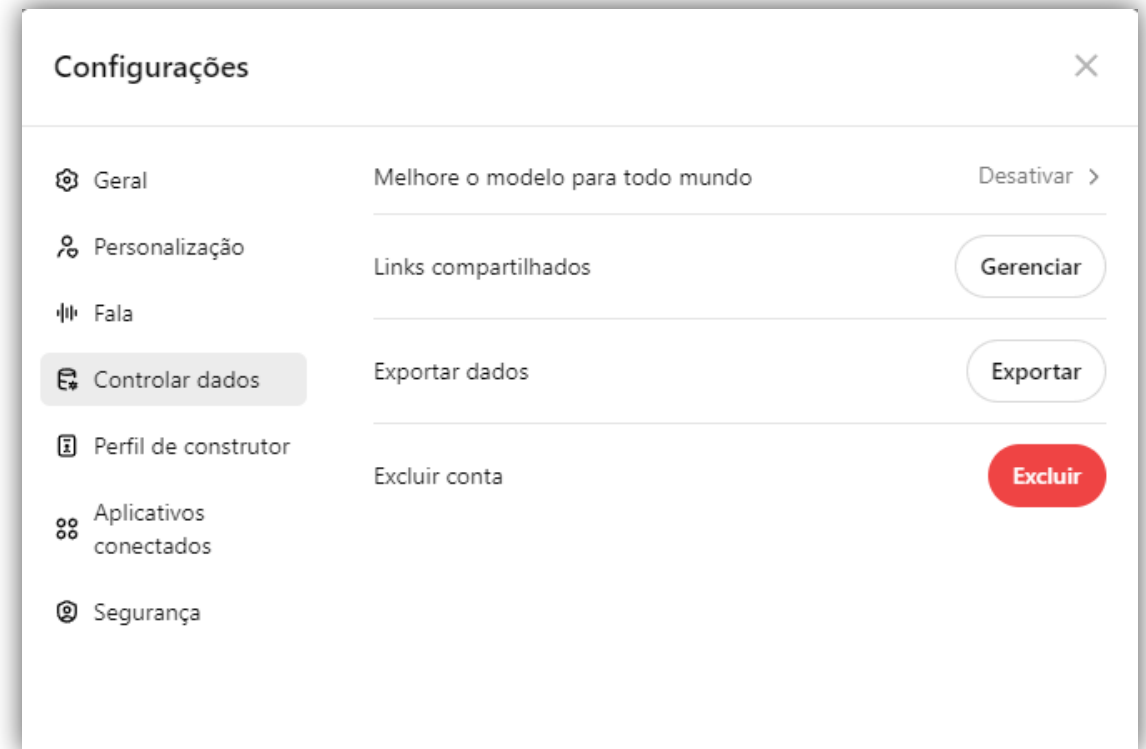 Configurações
Geral
Personalização
Fala
Controlar dados
Perfil de construtor
Aplicativos
conectados
Segurança
Melhore o modelo para todo mundo
Desativar
Links compartilhados
Gerenciar
Exportar dados
Exportar
Excluir conta
Excluir